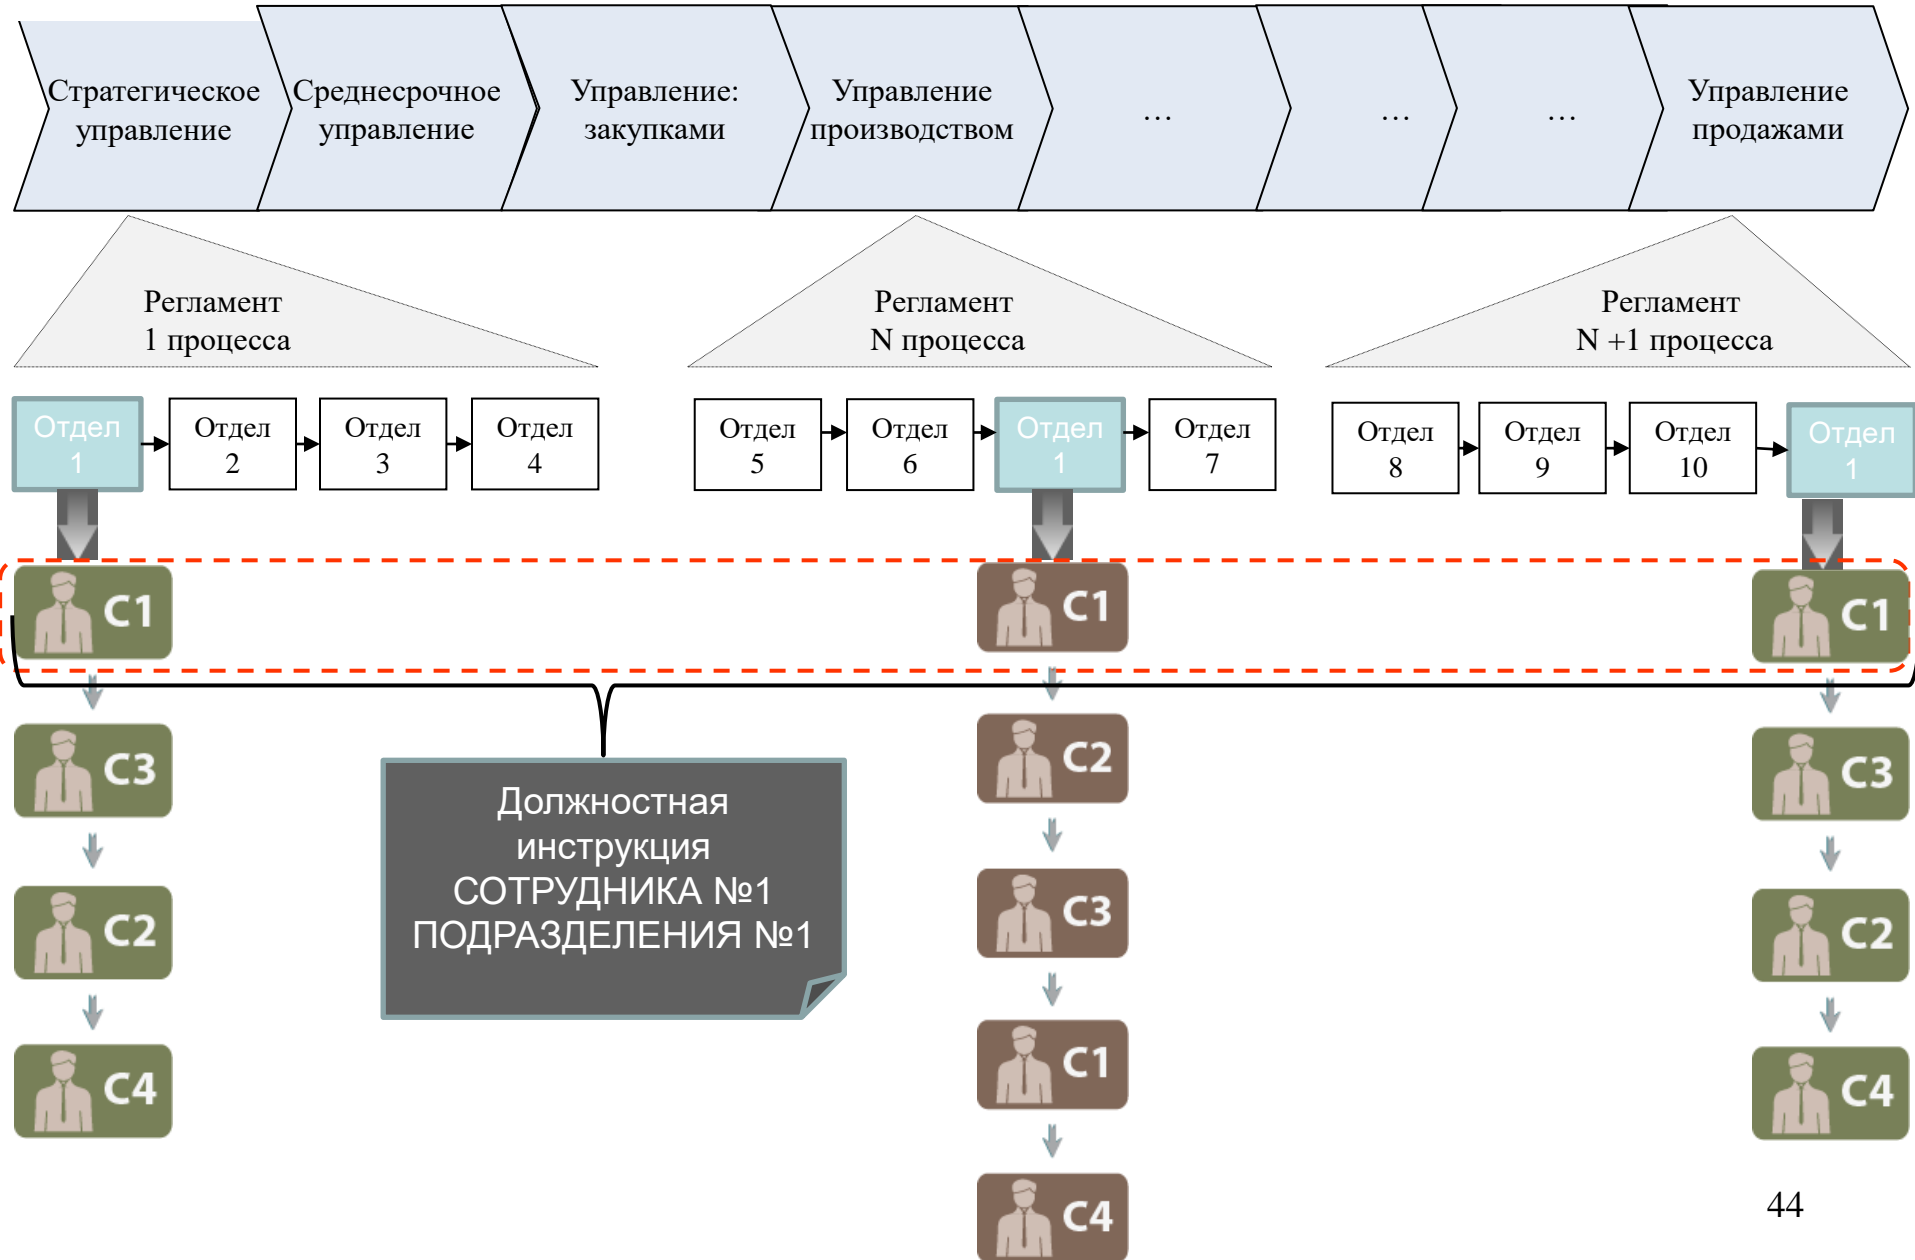 Стратегическое
управление
Среднесрочное
управление
Управление:
закупками
Управление
производством
…
…
…
Управление
продажами
Регламент
1 процесса
Регламент
N процесса
Регламент
N +1 процесса
Отдел
1
Отдел
2
Отдел
3
Отдел
4
Отдел
5
Отдел
6
Отдел
1
Отдел
7
Отдел
8
Отдел
9
Отдел
10
Отдел
1
С1
С3
С2
С4
Должностная
инструкция
СОТРУДНИКА №1
ПОДРАЗДЕЛЕНИЯ №1
С1
С2
С3
С1
С4
С1
С3
С2
С4
44